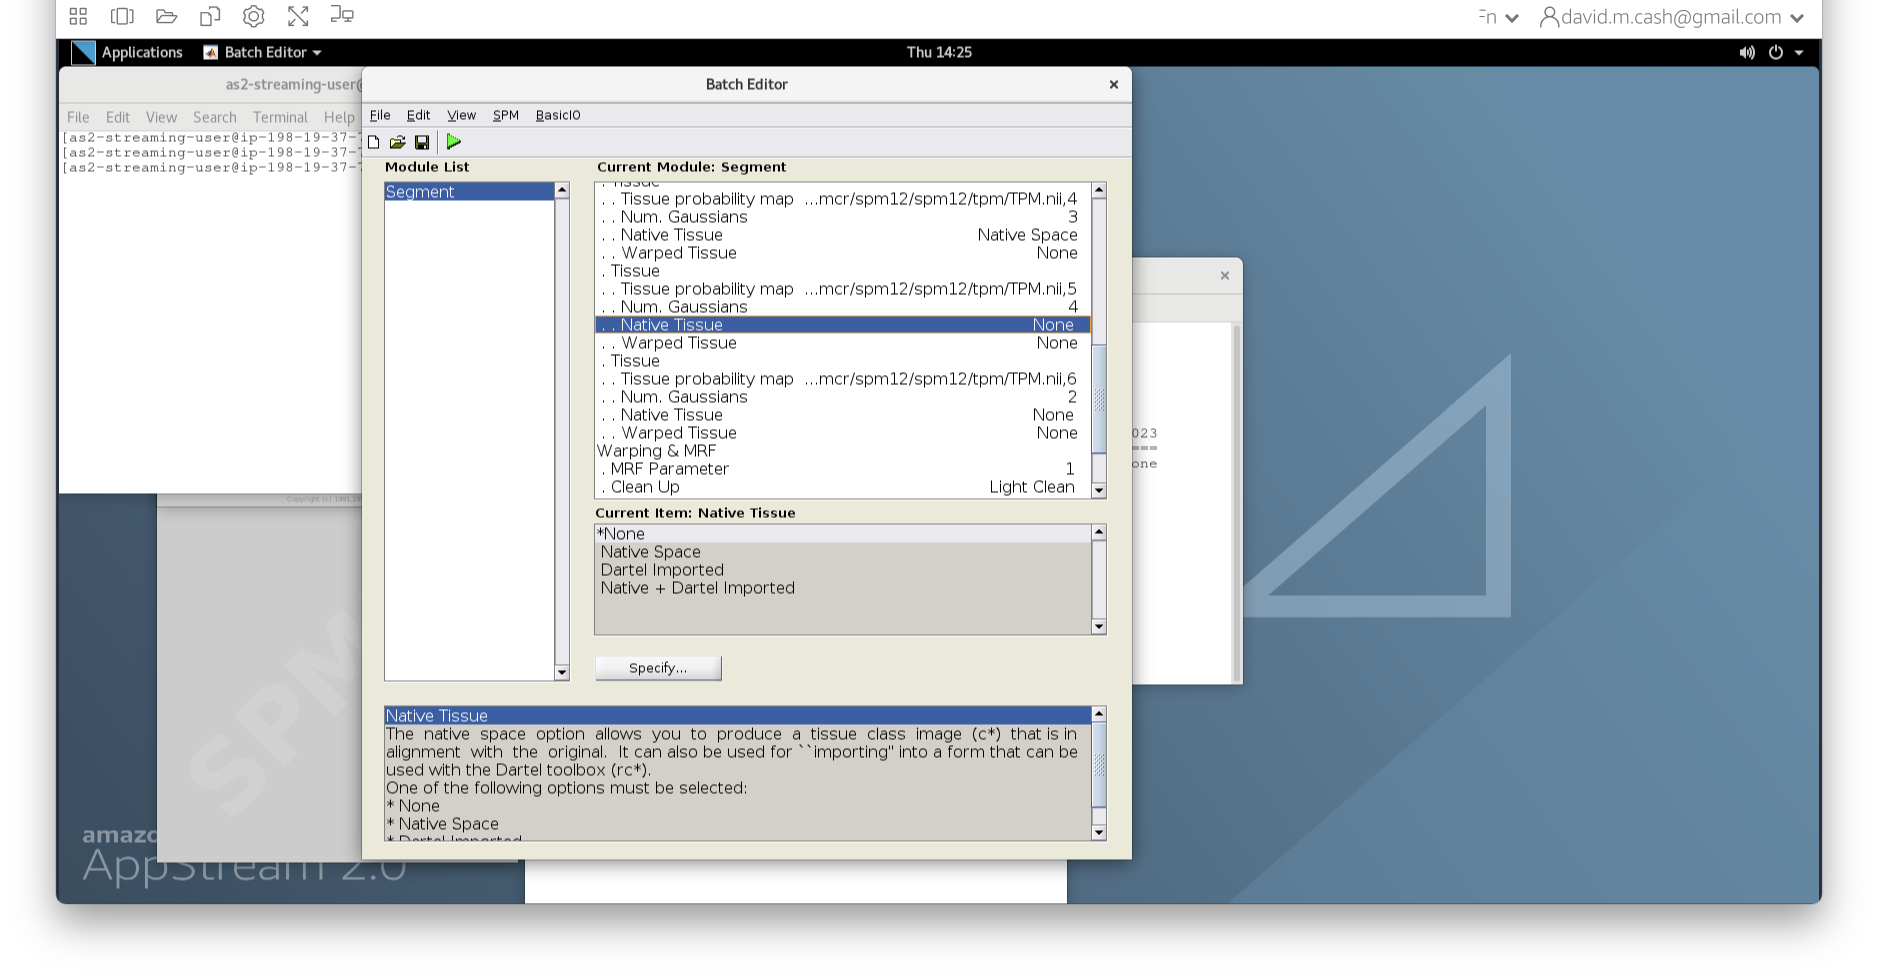 david.m.cash@gmail.com
Applications Batch Editor Thu 14:25
as2-streaming-user@
File Edit View Search Terminal Help
[as2-streaming-user@ip-198-19-37-
[as2-streaming-user@ip-198-19-37-
[as2-streaming-user@ip-198-19-37-
Batch Editor
File Edit View SPM BasicIO
Module List
Segment
Current Module: Segment
. Tissue
. . Tissue probability map ...mcr/spm12/spm12/tpm/TPM.nii,4
. . Num. Gaussians 3
. . Native Tissue Native Space
. . Warped Tissue None
. Tissue
. . Tissue probability map ...mcr/spm12/spm12/tpm/TPM.nii,5
. . Num. Gaussians 4
. . Native Tissue None
. . Warped Tissue None
. Tissue
. . Tissue probability map ...mcr/spm12/spm12/tpm/TPM.nii,6
. . Num. Gaussians 2
. . Native Tissue None
. . Warped Tissue None
Warping & MRF
. MRF Parameter 1
. Clean Up Light Clean
Current Item: Native Tissue
*None
Native Space
Dartel Imported
Native + Dartel Imported
Specify...
Native Tissue
The native space option allows you to produce a tissue class image (c*) that is in
alignment with the original. It can also be used for ``importing'' into a form that can be
used with the Dartel toolbox (rc*).
One of the following options must be selected:
* None
* Native Space
* Dartel Imported
023
===
one
Copyright (c) 1991,19
SPM
amazo
AppStream 2.0